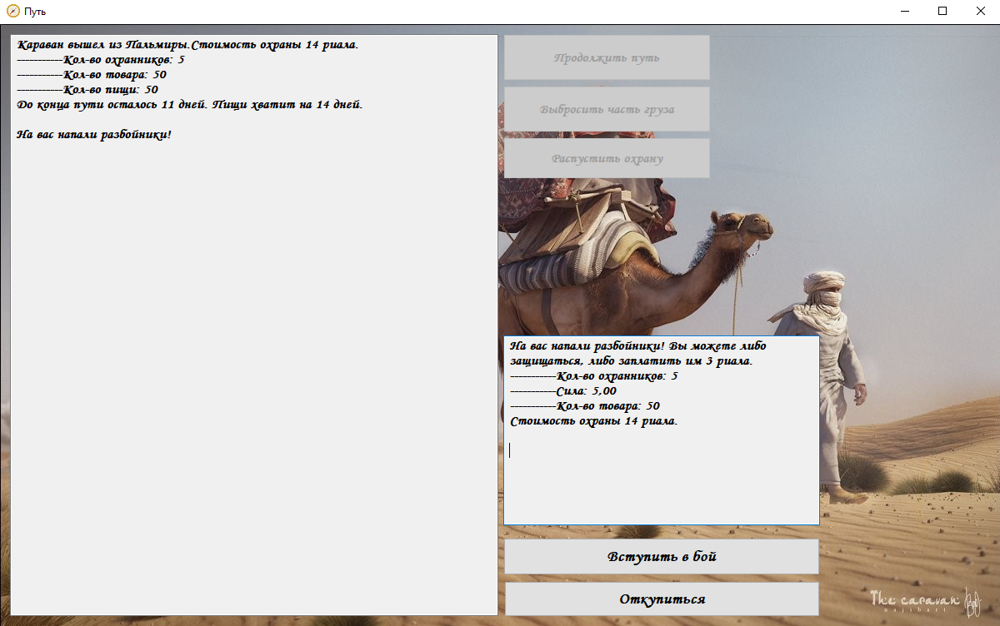 Путь
Караван вышел из Пальмиры.Стоимость охраны 14 риала.
-----------Кол-во охранников: 5
-----------Кол-во товара: 50
-----------Кол-во пищи: 50
До конца пути осталось 11 дней. Пищи хватит на 14 дней.
На вас напали разбойники!
Продолжить путь
Выбросить часть груза
Распустить охрану
На вас напали разбойники! Вы можете либо
защищаться, либо заплатить им 3 риала.
-----------Кол-во охранников: 5
-----------Сила: 5,00
-----------Кол-во товара: 50
Стоимость охраны 14 риала.
Вступить в бой
Откупиться
The caravan
najibart